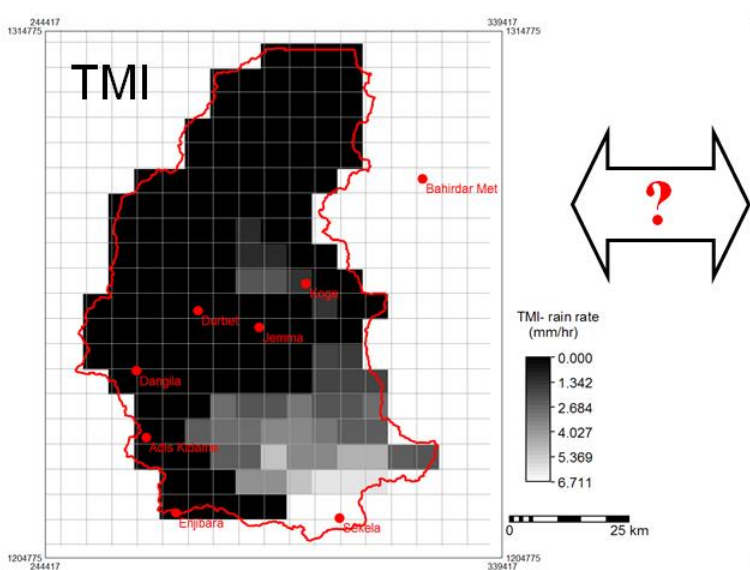 244417
339417
1314775
1314775
TMI
Bahirdar Met
?
Koga
Durbet
Jemma
TMI- rain rate
(mm/hr)
0.000
1.342
2.684
4.027
5.369
6.711
Dangila
Adis Kidame
Enjibara
Sekela
0
25 km
1204775
1204775
244417
339417